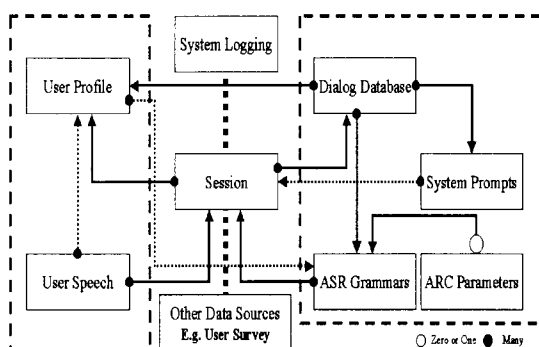 System Logging
User Profile
Dialog Database
Session
System Prompts
User Speech
ASR Grammars
ARC Parameters
Other Data Sources
E.g. User Survey
Zero or One
Many